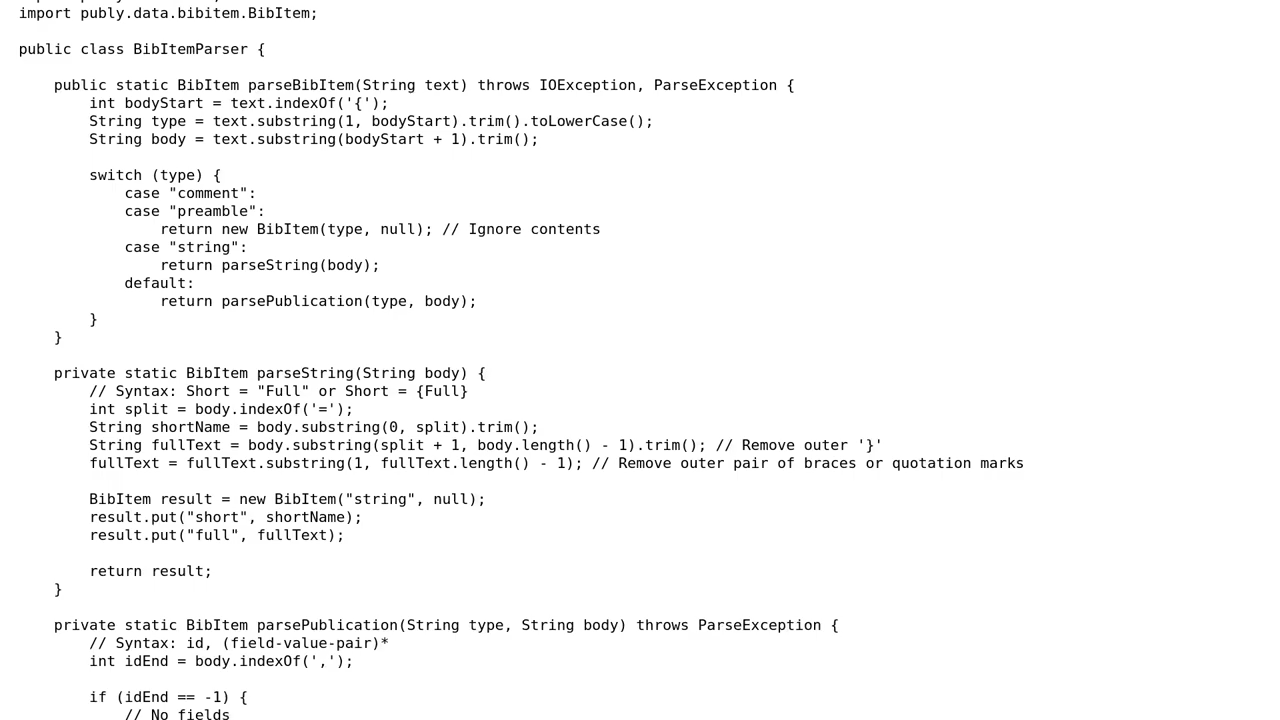 import publy.data.bibitem.BibItem;

public class BibItemParser {

    public static BibItem parseBibItem(String text) throws IOException, ParseException {
        int bodyStart = text.indexOf('{');
        String type = text.substring(1, bodyStart).trim().toLowerCase();
        String body = text.substring(bodyStart + 1).trim();

        switch (type) {
            case "comment":
            case "preamble":
                return new BibItem(type, null); // Ignore contents
            case "string":
                return parseString(body);
            default:
                return parsePublication(type, body);
        }
    }

    private static BibItem parseString(String body) {
        // Syntax: Short = "Full" or Short = {Full}
        int split = body.indexOf('=');
        String shortName = body.substring(0, split).trim();
        String fullText = body.substring(split + 1, body.length() - 1).trim(); // Remove outer '}'
        fullText = fullText.substring(1, fullText.length() - 1); // Remove outer pair of braces or quotation marks

        BibItem result = new BibItem("string", null);
        result.put("short", shortName);
        result.put("full", fullText);

        return result;
    }

    private static BibItem parsePublication(String type, String body) throws ParseException {
        // Syntax: id, (field-value-pair)*
        int idEnd = body.indexOf(',');

        if (idEnd == -1) {
            // No fields